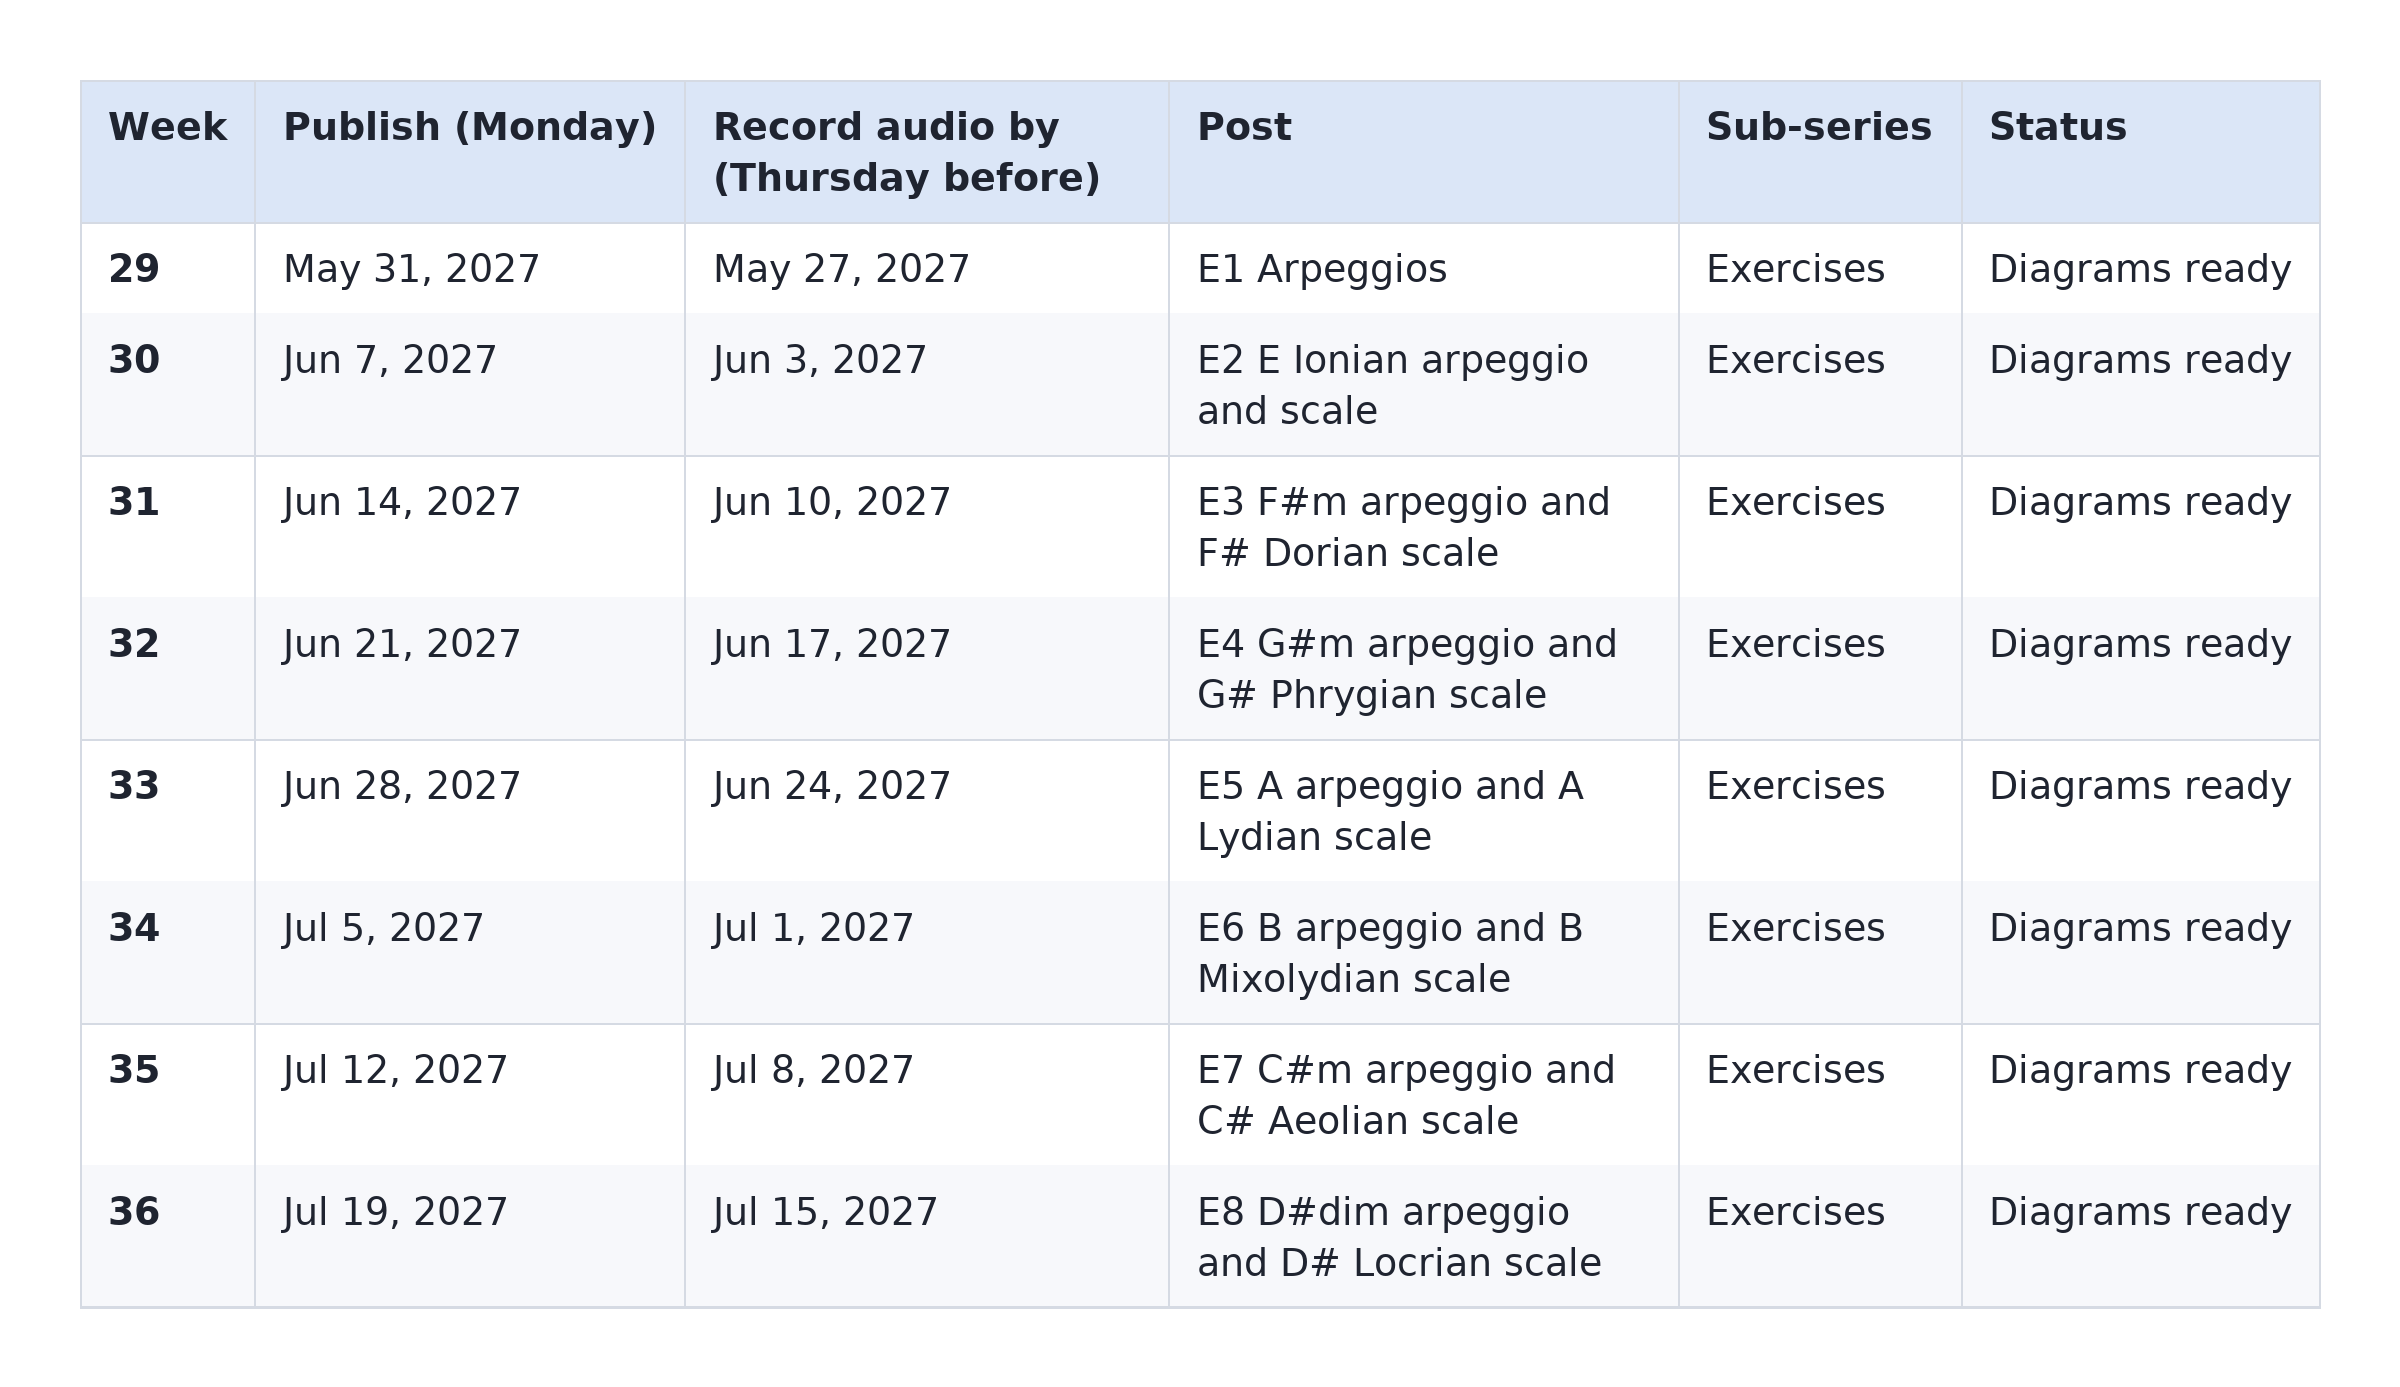 Week Publish (Monday) Record audio by Post Sub-series Status
(Thursday before)
29 May 31, 2027 May 27, 2027 E1 Arpeggios Exercises Diagrams ready
30 Jun 7, 2027 Jun 3, 2027 E2 E Ionian arpeggio Exercises Diagrams ready
and scale
31 Jun 14, 2027 Jun 10, 2027 E3 F#m arpeggio and Exercises Diagrams ready
F# Dorian scale
32 Jun 21, 2027 Jun 17, 2027 E4 G#m arpeggio and Exercises Diagrams ready
G# Phrygian scale
33 Jun 28, 2027 Jun 24, 2027 E5 A arpeggio and A Exercises Diagrams ready
Lydian scale
34 Jul 5, 2027 Jul 1, 2027 E6 B arpeggio and B Exercises Diagrams ready
Mixolydian scale
35 Jul 12, 2027 Jul 8, 2027 E7 C#m arpeggio and Exercises Diagrams ready
C# Aeolian scale
36 Jul 19, 2027 Jul 15, 2027 E8 D#dim arpeggio Exercises Diagrams ready
and D# Locrian scale